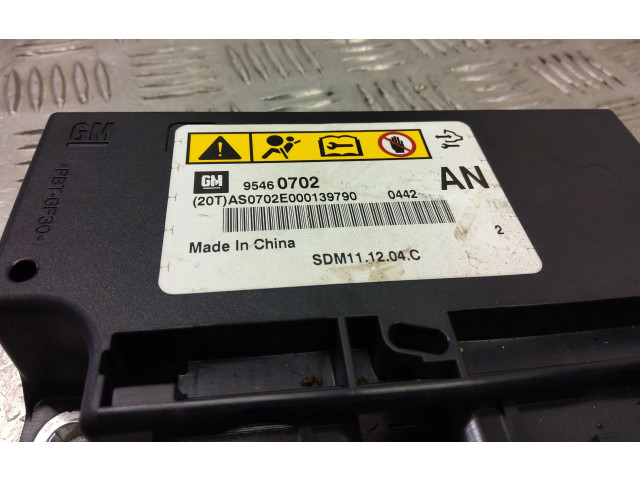 GM
>PBT-GF30<
GM 9546 0702 AN
(20T)AS0702E000139790 0442
2
Made In China
SDM11.12.04.C